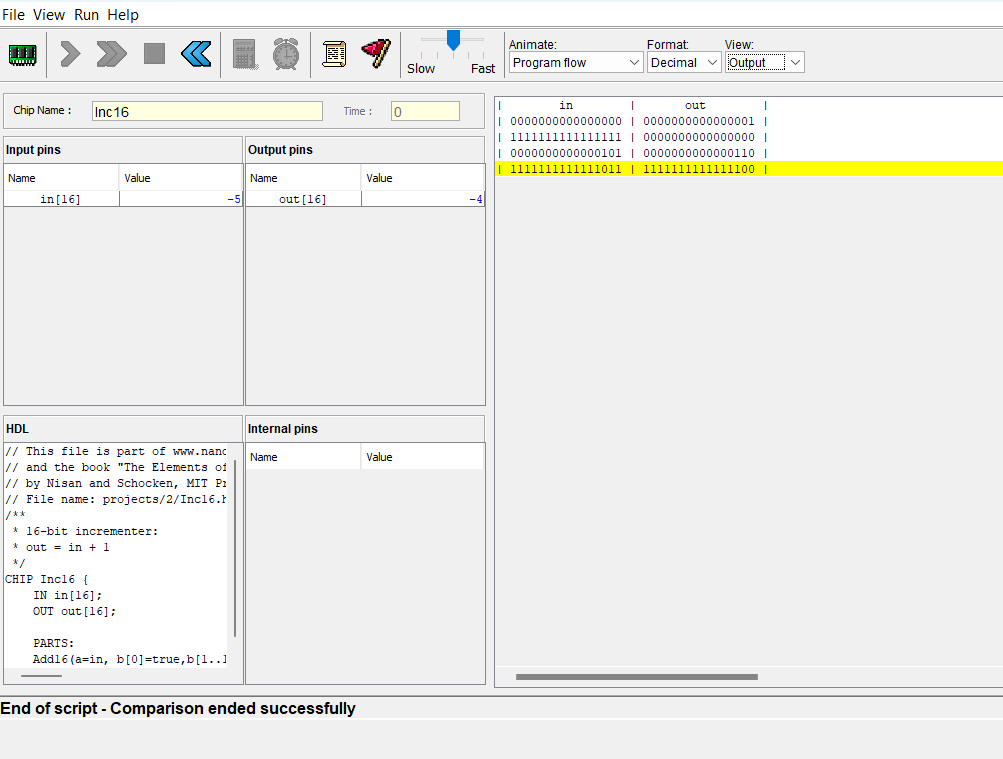 File View Run Help
Animate: Format: View:
Slow Fast Program flow Decimal Output
Chip Name : Inc16 Time : 0
Input pins
Name Value
in[16] -5
Output pins
Name Value
out[16] -4
HDL
// This file is part of www.nand
// and the book "The Elements of
// by Nisan and Schocken, MIT Pr
// File name: projects/2/Inc16.h
/**
* 16-bit incrementer:
* out = in + 1
*/
CHIP Inc16 {
IN in[16];
OUT out[16];
PARTS:
Add16(a=in, b[0]=true,b[1..1
Internal pins
Name Value
| in | out |
| 0000000000000000 | 0000000000000001 |
| 1111111111111111 | 0000000000000000 |
| 0000000000000101 | 0000000000000110 |
| 1111111111111011 | 1111111111111100 |
End of script - Comparison ended successfully